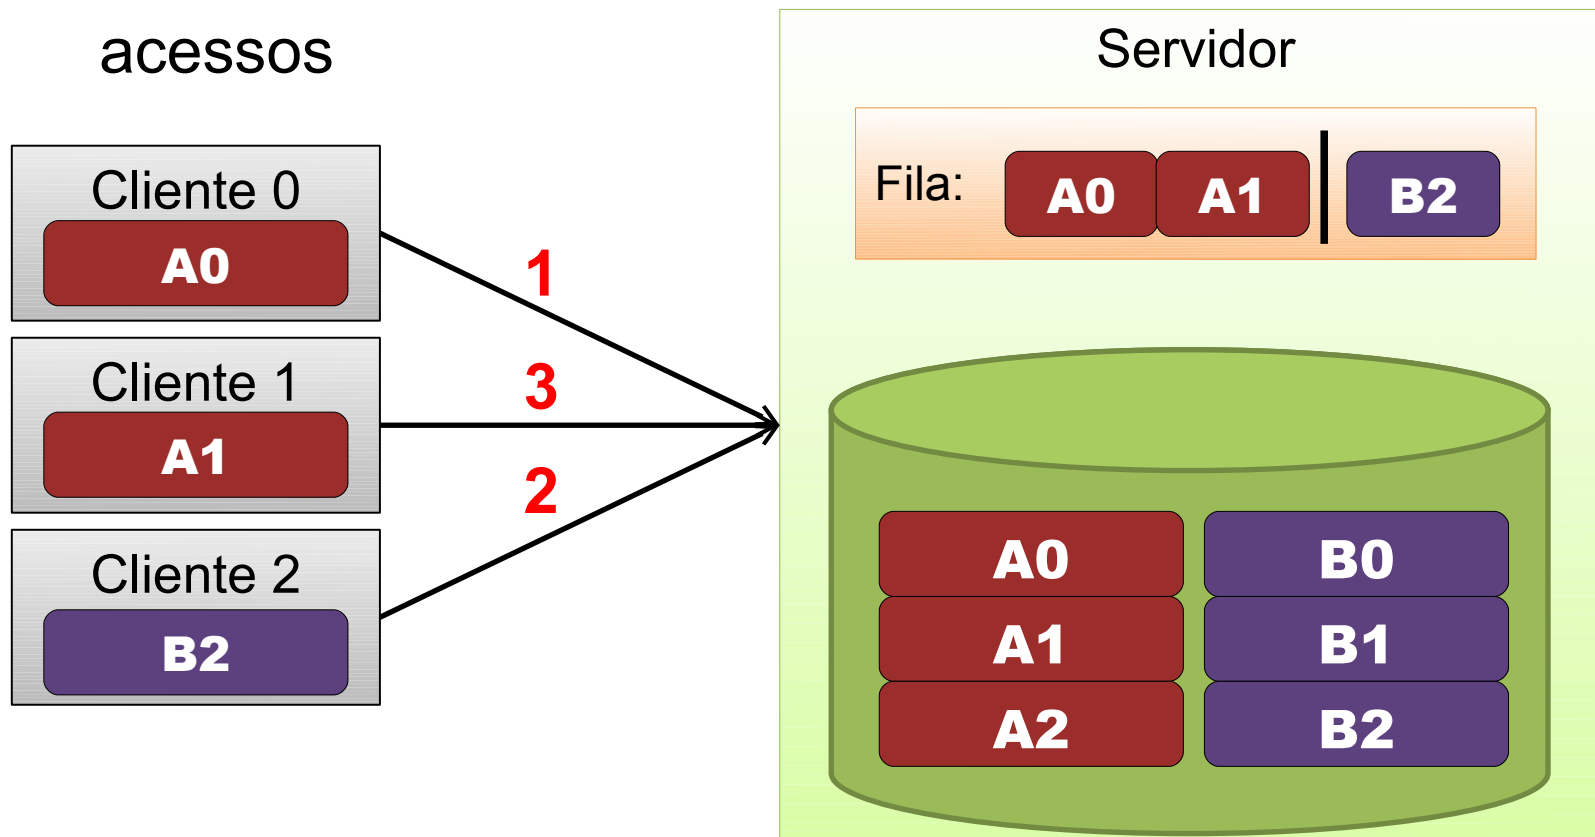 acessos
Cliente 0
A0
Cliente 1
A1
Cliente 2
B2
1
3
2
Servidor
Fila: A0 A1 B2
A0 B0
A1 B1
A2 B2